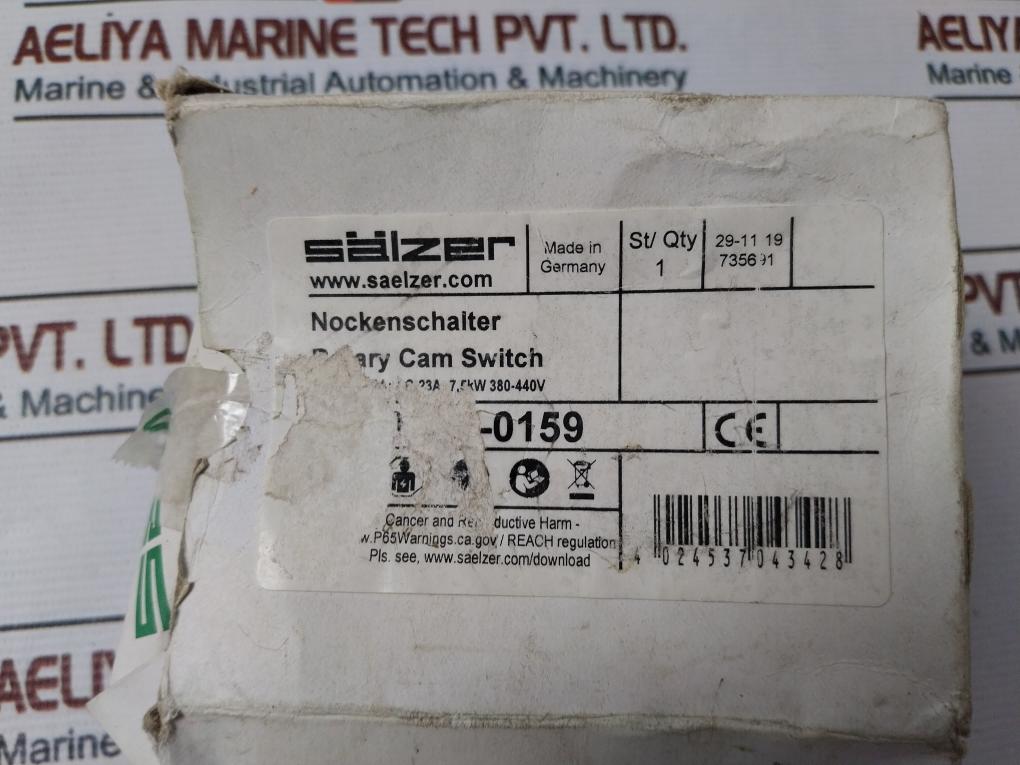 AELIYA MARINE TECH PVT. LTD.
Marine & Industrial Automation & Machinery
AELIYA
Marine
sälzer
www.saelzer.com
Made in
Germany
St/ Qty
1
29-11 19
Nockenschalter
Rotary Cam Switch
23A 7,5kW 380-440V
-0159
CE
Cancer and Reproductive Harm -
w.P65Warnings.ca.gov / REACH regulation
Pls. see, www.saelzer.com/download
4 024537 043428
PVT. LTD
& Machine
PVT.
& M
AELIY
Marine